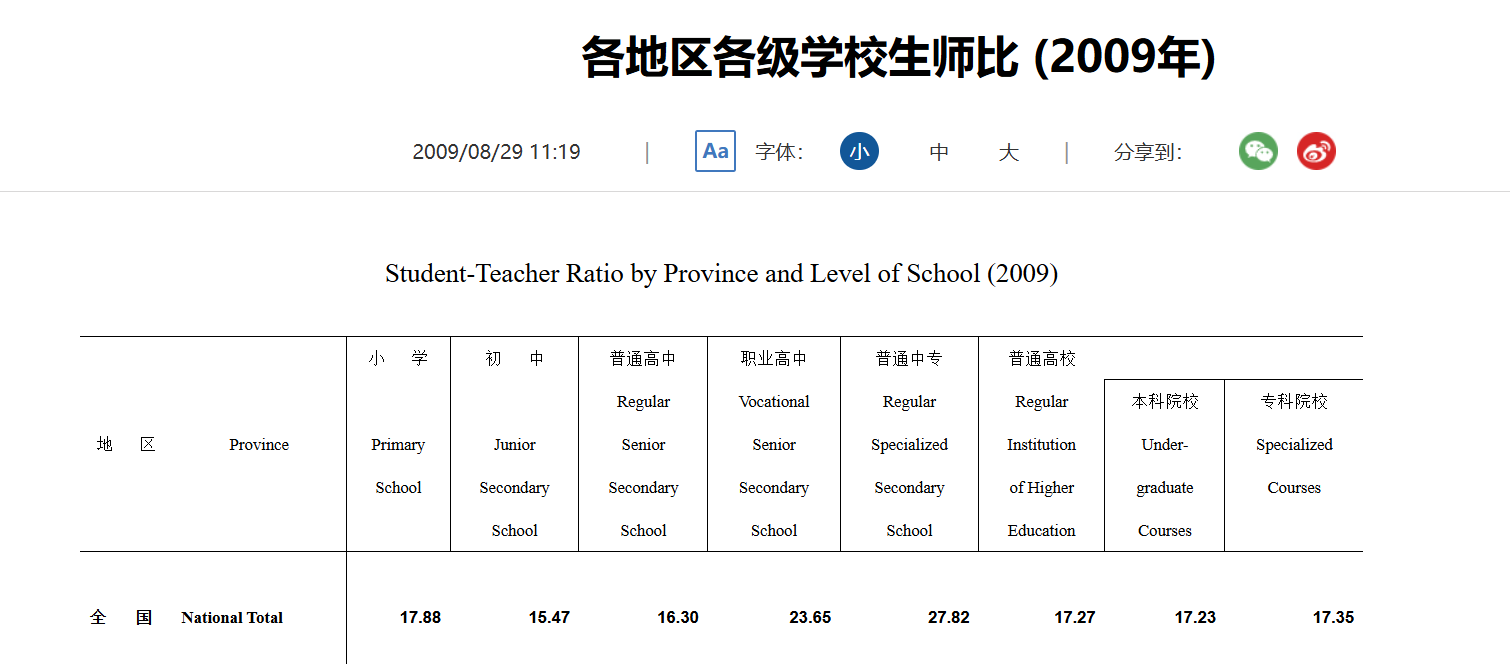 各地区各级学校生师比 (2009年)
2009/08/29 11:19 | Aa 字体： 小 中 大 | 分享到：
Student-Teacher Ratio by Province and Level of School (2009)
小 学 初 中 普通高中 职业高中 普通中专 普通高校
Regular Vocational Regular Regular 本科院校 专科院校
地 区 Province Primary Junior Senior Senior Specialized Institution Under- Specialized
School Secondary Secondary Secondary Secondary of Higher graduate Courses
School School School School Education Courses
全 国 National Total 17.88 15.47 16.30 23.65 27.82 17.27 17.23 17.35